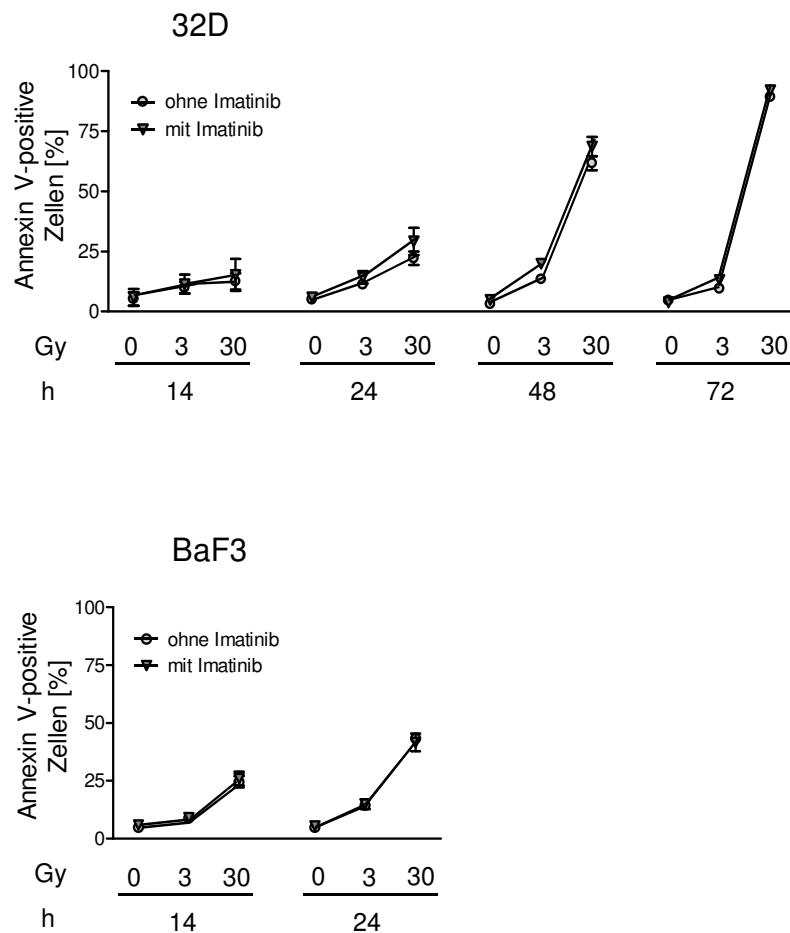 32D
Annexin V-positive
Zellen [%]
100
75
50
25
0
ohne Imatinib
mit Imatinib
Gy 0 3 30 0 3 30 0 3 30 0 3 30
h 14 24 48 72
BaF3
Annexin V-positive
Zellen [%]
100
75
50
25
0
ohne Imatinib
mit Imatinib
Gy 0 3 30 0 3 30
h 14 24